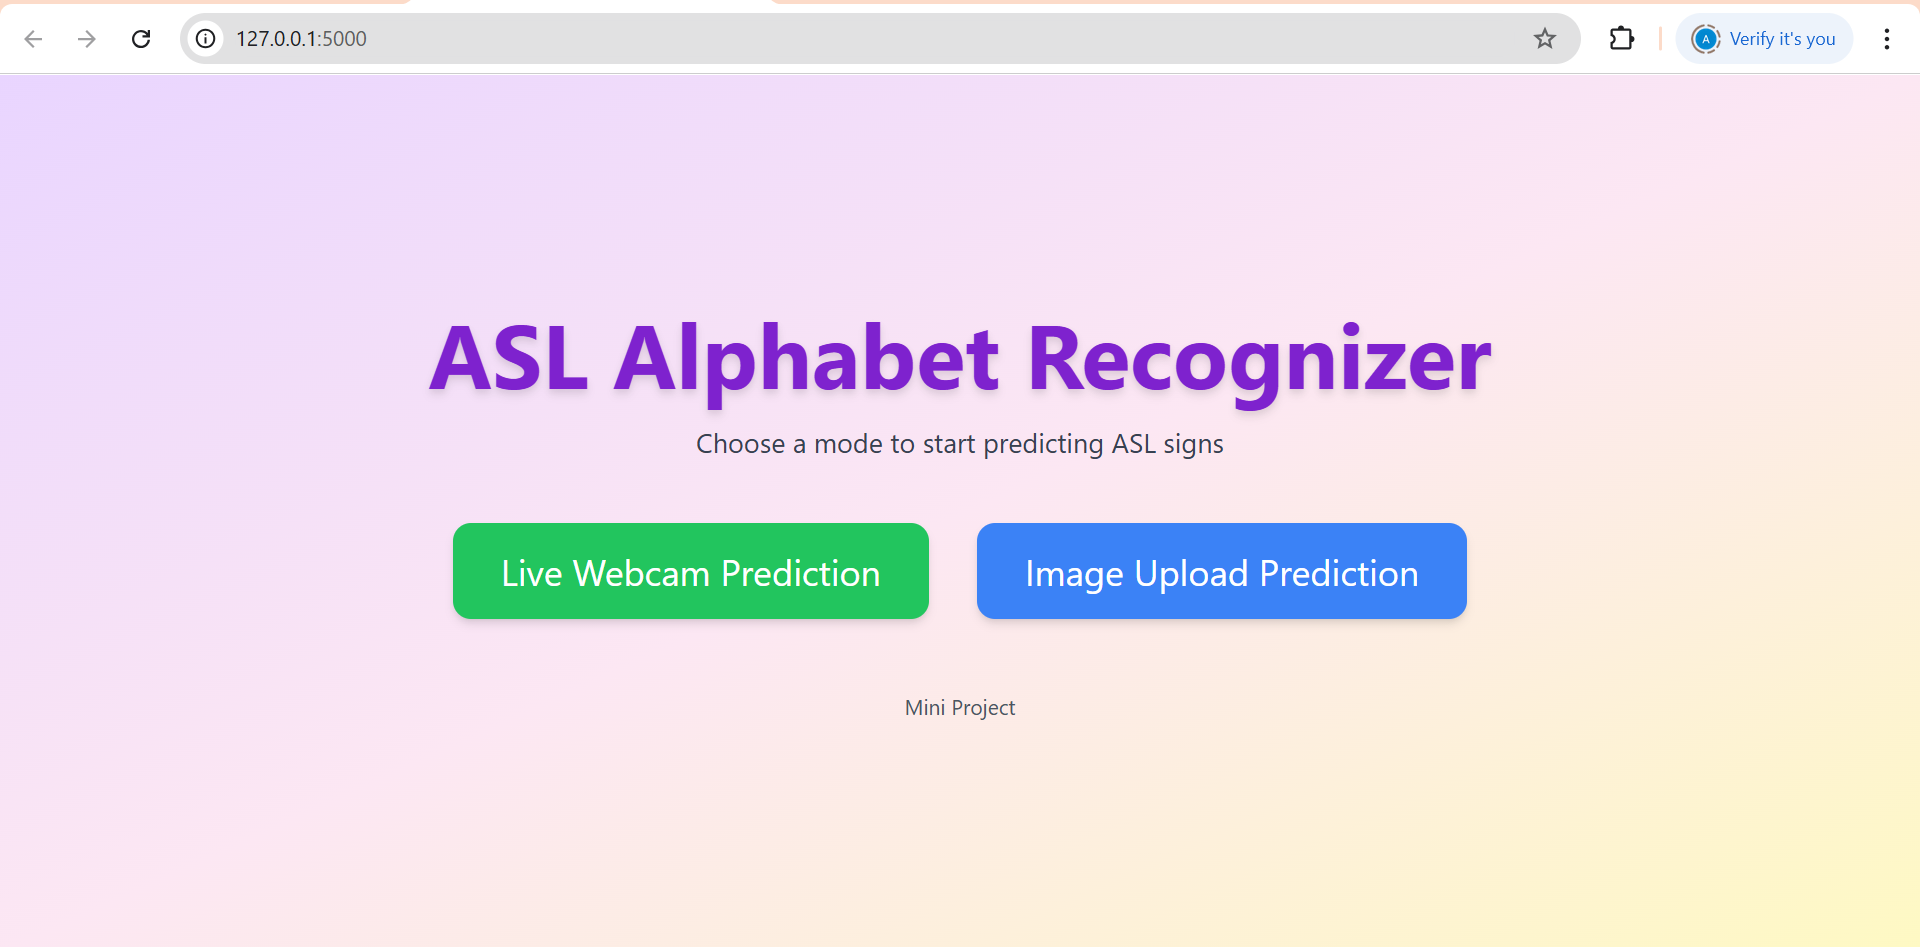 127.0.0.1:5000
A Verify it's you
ASL Alphabet Recognizer
Choose a mode to start predicting ASL signs
Live Webcam Prediction
Image Upload Prediction
Mini Project